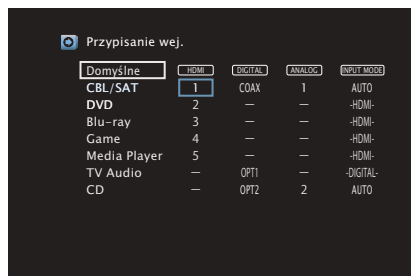 Przypisanie wej.
Domyślne HDMI DIGITAL ANALOG INPUT MODE
CBL/SAT 1 COAX 1 AUTO
DVD 2 — — -HDMI-
Blu-ray 3 — — -HDMI-
Game 4 — — -HDMI-
Media Player 5 — — -HDMI-
TV Audio — OPT1 — -DIGITAL-
CD — OPT2 2 AUTO